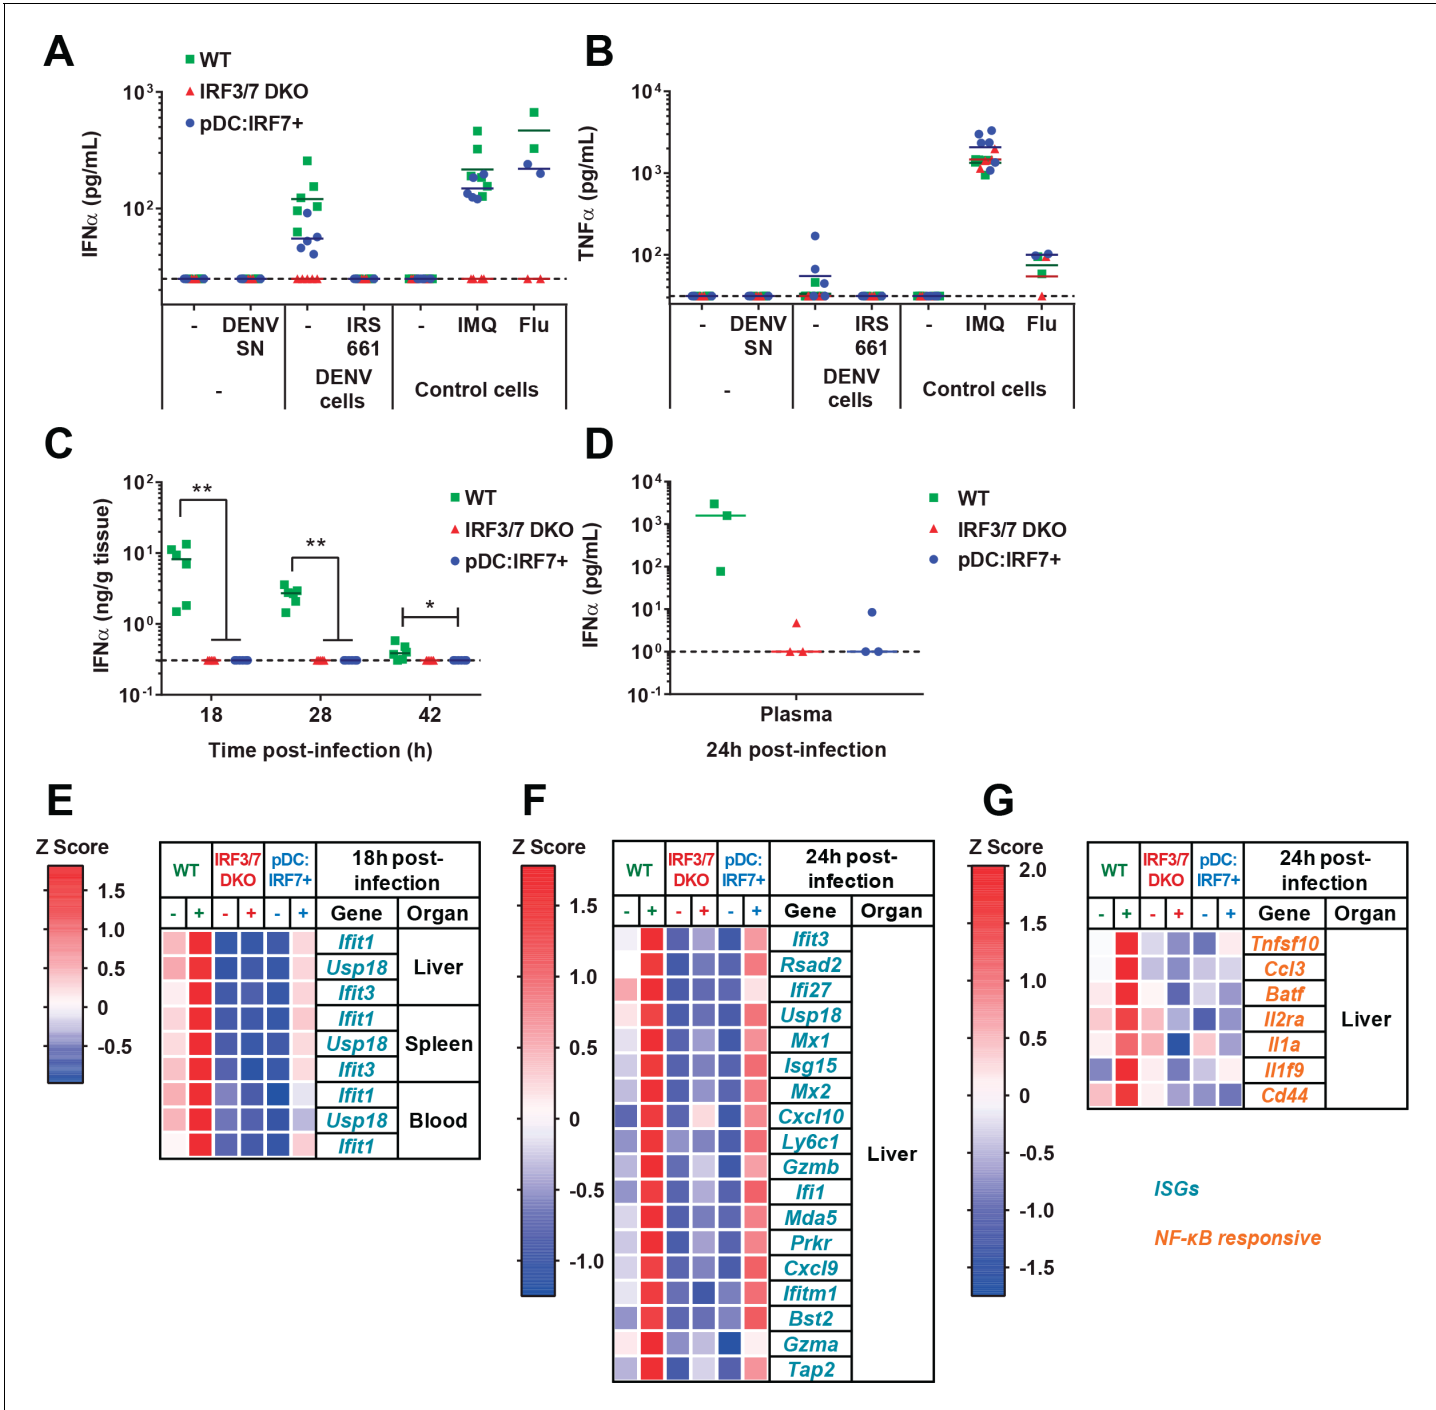 A
WT
IRF3/7 DKO
pDC:IRF7+
IFNα (pg/mL)
10³
10²
-
DENV SN
-
IRS 661
-
IMQ
Flu
-
DENV cells
Control cells
B
TNFα (pg/mL)
10⁴
10³
10²
-
DENV SN
-
IRS 661
-
IMQ
Flu
-
DENV cells
Control cells
C
IFNα (ng/g tissue)
10²
10¹
10⁰
10⁻¹
**
**
*
WT
IRF3/7 DKO
pDC:IRF7+
18
28
42
Time post-infection (h)
D
IFNα (pg/mL)
10⁴
10³
10²
10¹
10⁰
10⁻¹
WT
IRF3/7 DKO
pDC:IRF7+
Plasma
24h post-infection
E
Z Score
1.5
1.0
0.5
0
-0.5
WT
IRF3/7 DKO
pDC: IRF7+
18h post-infection
- + - + - +
Gene
Organ
Ifit1
Usp18
Ifit3
Liver
Ifit1
Usp18
Ifit3
Spleen
Ifit1
Usp18
Ifit1
Blood
F
Z Score
1.5
1.0
0.5
0
-0.5
-1.0
WT
IRF3/7 DKO
pDC: IRF7+
24h post-infection
- + - + - +
Gene
Organ
Ifit3
Rsad2
Ifi27
Usp18
Mx1
Isg15
Mx2
Cxcl10
Ly6c1
Gzmb
Ifi1
Mda5
Prkr
Cxcl9
Ifitm1
Bst2
Gzma
Tap2
Liver
G
Z Score
2.0
1.5
1.0
0.5
0
-0.5
-1.0
-1.5
WT
IRF3/7 DKO
pDC: IRF7+
24h post-infection
- + - + - +
Gene
Organ
Tnfsf10
Ccl3
Batf
Il2ra
Il1a
Il1f9
Cd44
Liver
ISGs
NF-κB responsive